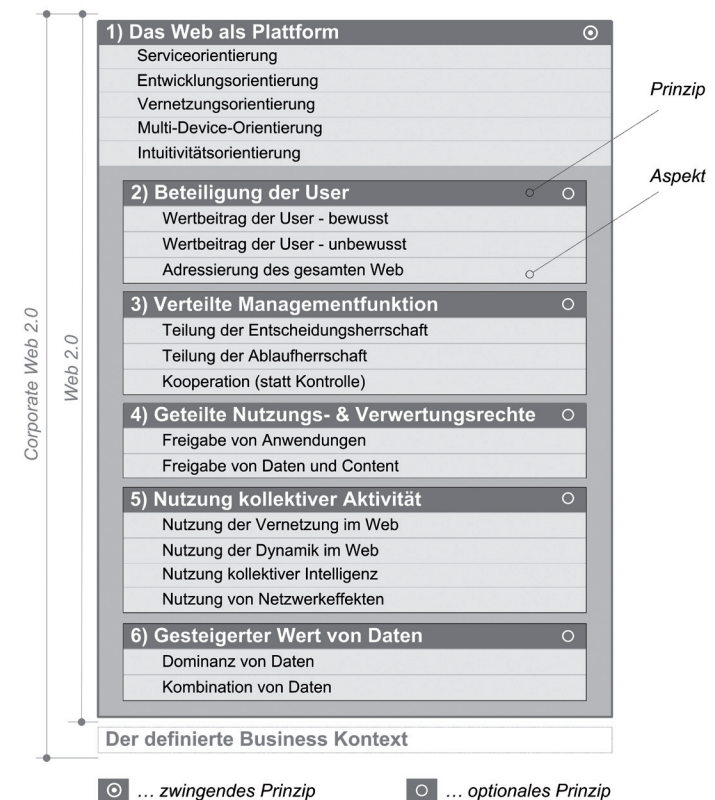 1) Das Web als Plattform
Serviceorientierung
Entwicklungsorientierung
Vernetzungsorientierung
Multi-Device-Orientierung
Intuitivitätsorientierung
Prinzip
Aspekt
2) Beteiligung der User
Wertbeitrag der User - bewusst
Wertbeitrag der User - unbewusst
Adressierung des gesamten Web
3) Verteilte Managementfunktion
Teilung der Entscheidungsherrschaft
Teilung der Ablaufherrschaft
Kooperation (statt Kontrolle)
4) Geteilte Nutzungs- & Verwertungsrechte
Freigabe von Anwendungen
Freigabe von Daten und Content
5) Nutzung kollektiver Aktivität
Nutzung der Vernetzung im Web
Nutzung der Dynamik im Web
Nutzung kollektiver Intelligenz
Nutzung von Netzwerkeffekten
6) Gesteigerter Wert von Daten
Dominanz von Daten
Kombination von Daten
Der definierte Business Kontext
Corporate Web 2.0
Web 2.0
… zwingendes Prinzip
… optionales Prinzip